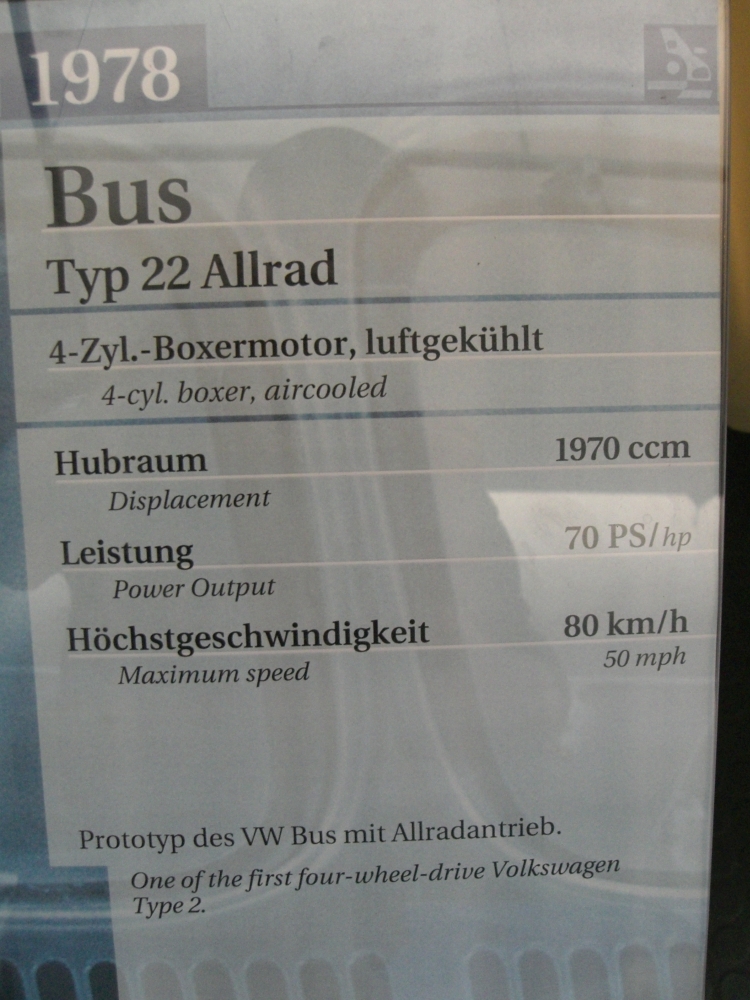 1978
Bus
Typ 22 Allrad
4-Zyl.-Boxermotor, luftgekühlt
4-cyl. boxer, aircooled
Hubraum 1970 ccm
Displacement
Leistung 70 PS/hp
Power Output
Höchstgeschwindigkeit 80 km/h
Maximum speed 50 mph
Prototyp des VW Bus mit Allradantrieb.
One of the first four-wheel-drive Volkswagen
Type 2.